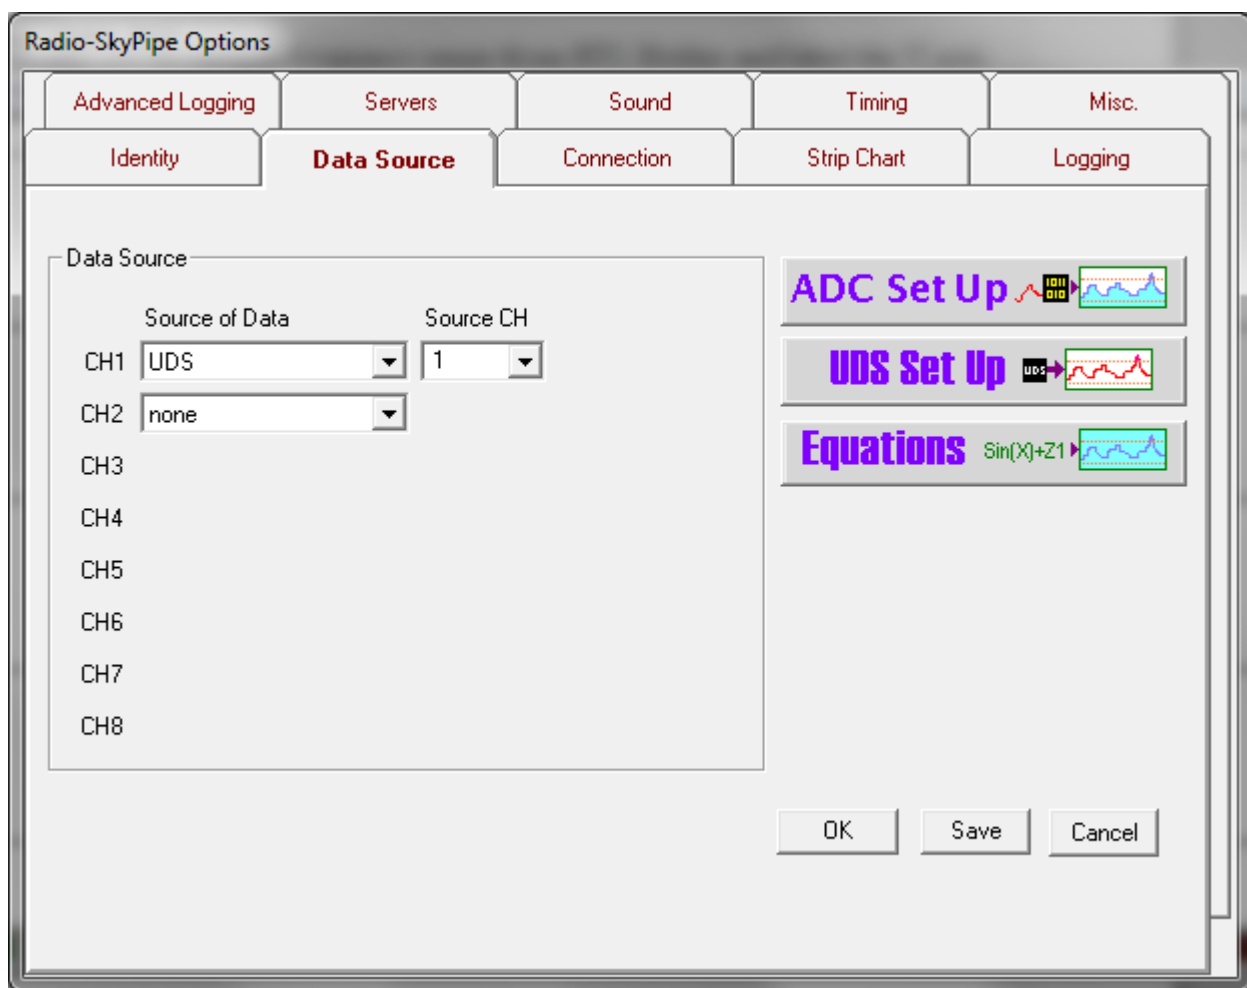 Radio-SkyPipe Options
Advanced Logging Servers Sound Timing Misc.
Identity Data Source Connection Strip Chart Logging
Data Source
Source of Data Source CH
CH1 UDS 1
CH2 none
CH3
CH4
CH5
CH6
CH7
CH8
ADC Set Up 1011 010
UDS Set Up UDS
Equations Sin(X)+Z1
OK Save Cancel